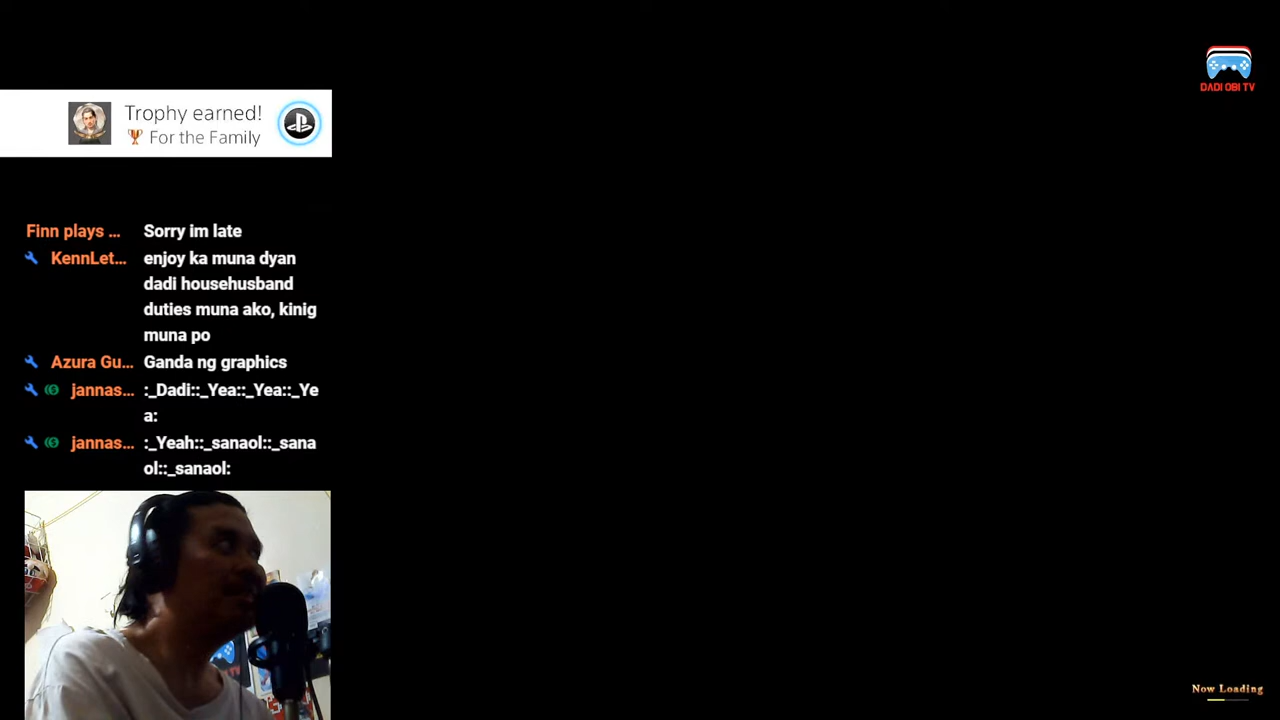 DADI OBI TV
Trophy earned!
For the Family
Finn plays ... Sorry im late
KennLet... enjoy ka muna dyan
dadi househusband
duties muna ako, kinig
muna po
Azura Gu... Ganda ng graphics
jannas... :_Dadi::_Yea::_Yea::_Ye
a:
jannas... :_Yeah::_sanaol::_sana
ol::_sanaol:
Now Loading